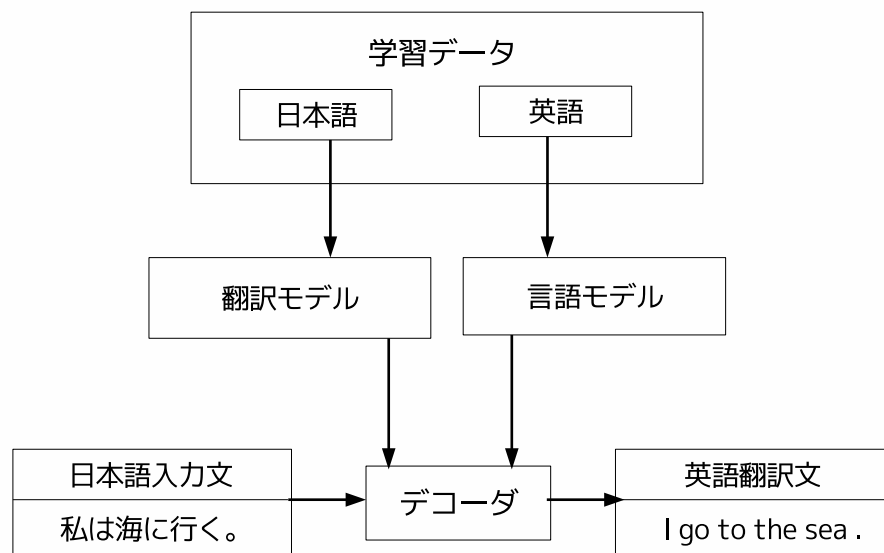 学習データ
日本語
英語
翻訳モデル
言語モデル
日本語入力文
私は海に行く。
デコーダ
英語翻訳文
I go to the sea .